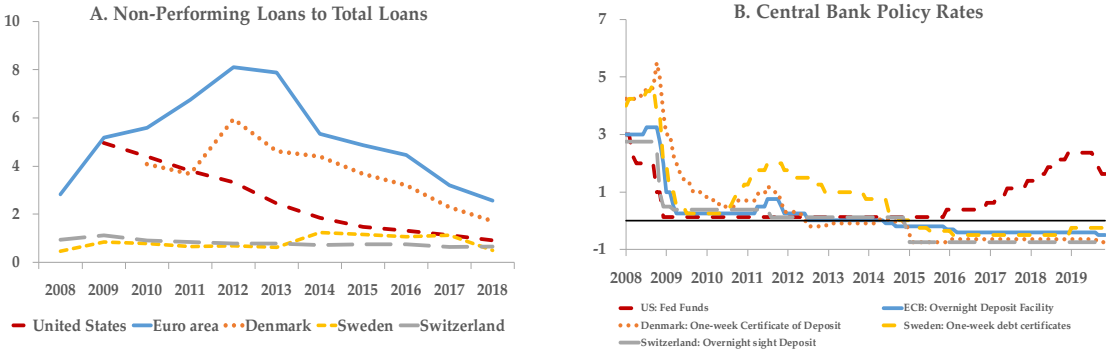 A. Non-Performing Loans to Total Loans
10
8
6
4
2
0
2008 2009 2010 2011 2012 2013 2014 2015 2016 2017 2018
United States Euro area Denmark Sweden Switzerland
B. Central Bank Policy Rates
7
5
3
1
-1
2008 2009 2010 2011 2012 2013 2014 2015 2016 2017 2018 2019
US: Fed Funds ECB: Overnight Deposit Facility
Denmark: One-week Certificate of Deposit Sweden: One-week debt certificates
Switzerland: Overnight sight Deposit